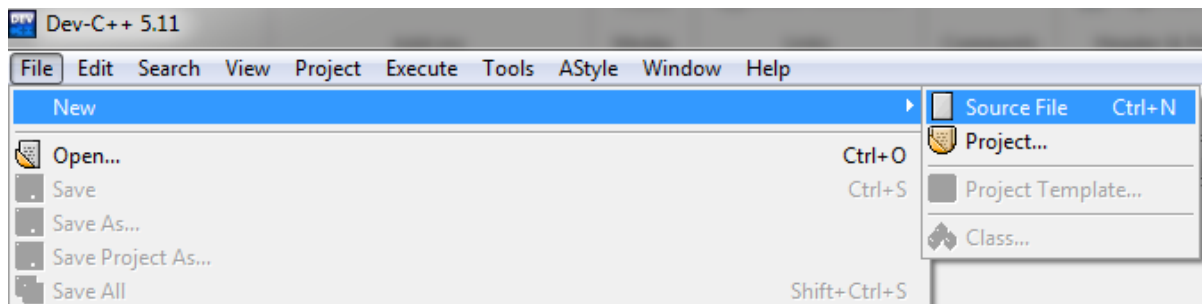 DEV Dev-C++ 5.11
File Edit Search View Project Execute Tools AStyle Window Help
New
Source File Ctrl+N
Open... Ctrl+O
Project...
Save Ctrl+S
Project Template...
Save As...
Class...
Save Project As...
Save All Shift+Ctrl+S